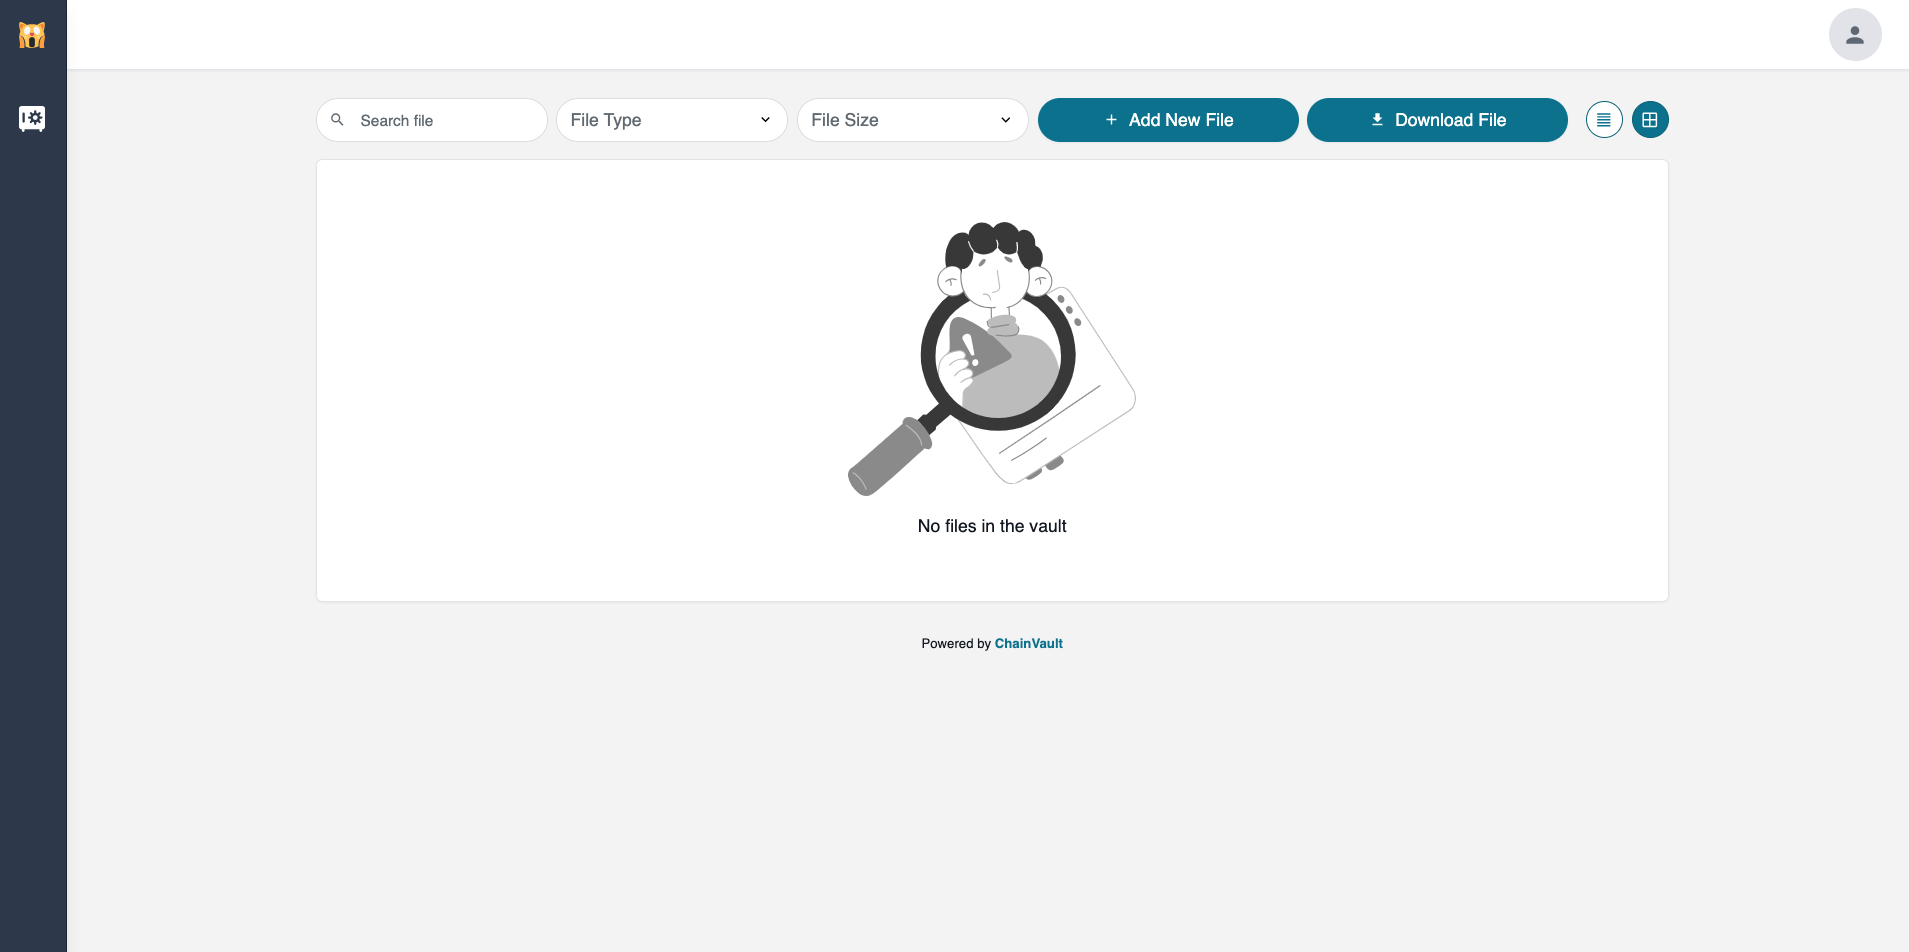 Search file
File Type
File Size
Add New File
Download File
No files in the vault
Powered by ChainVault